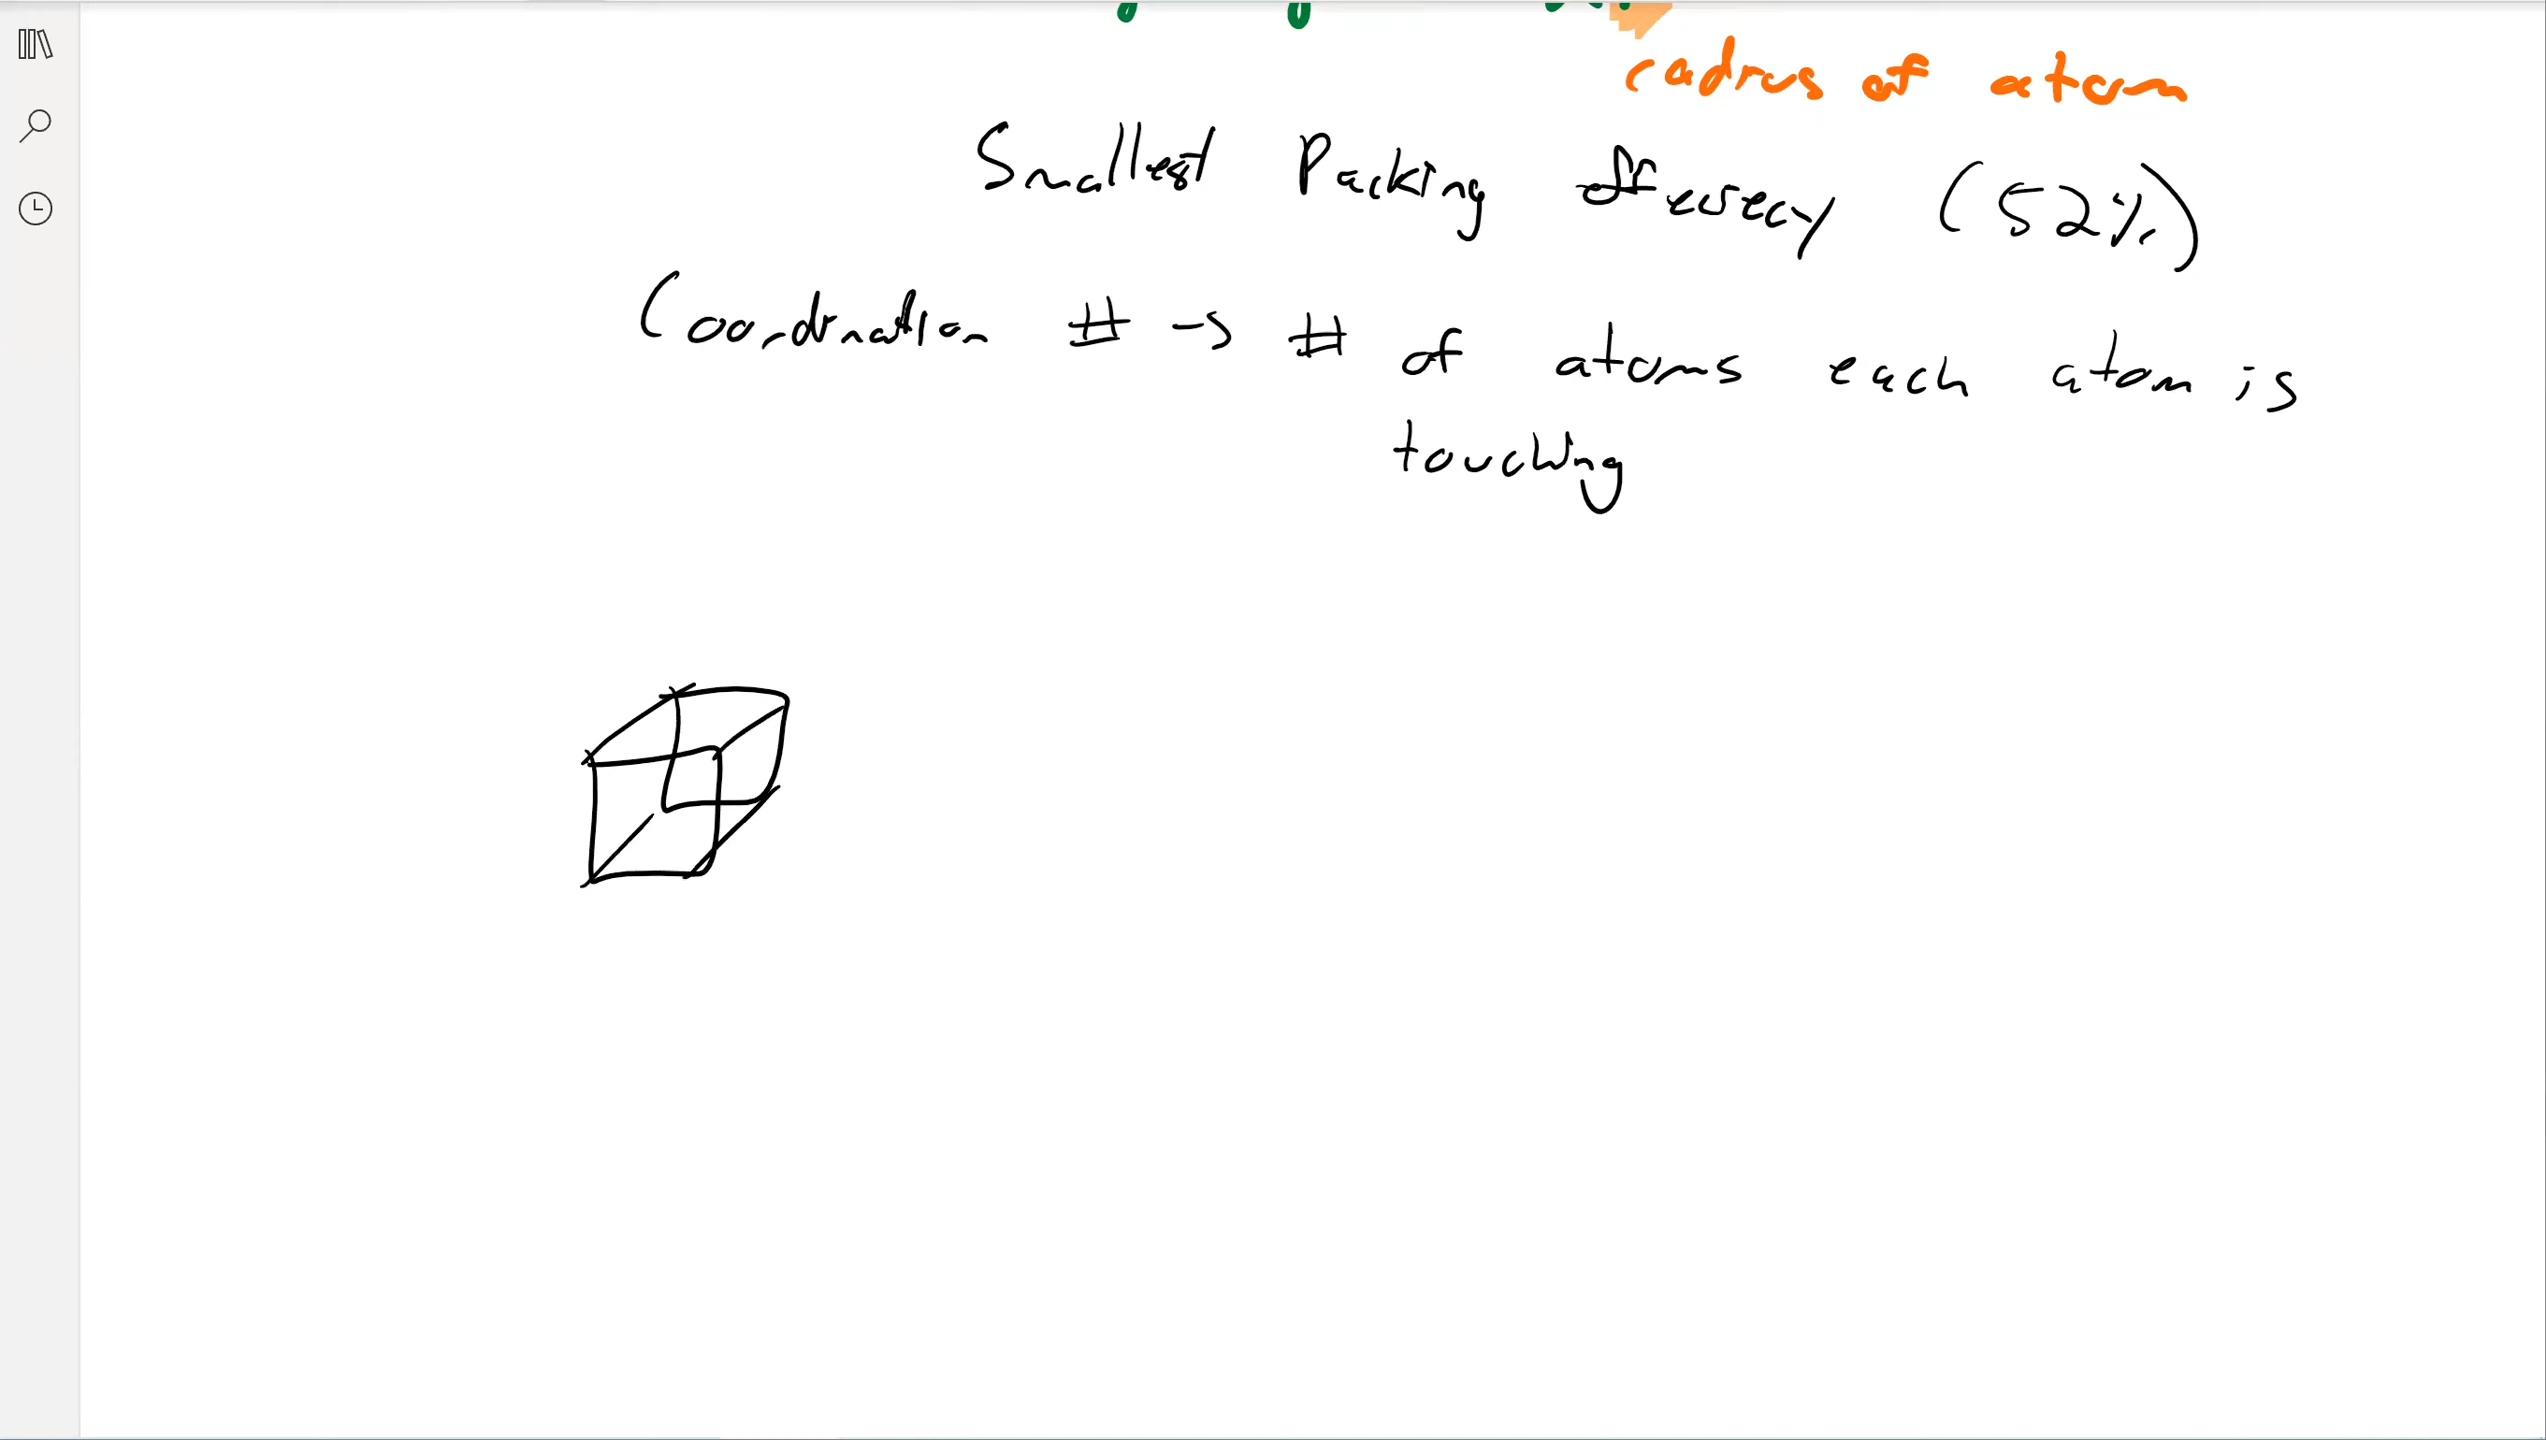 radius of atom
Smallest Packing efficiency (52%)
Coordination # → # of atoms each atom is
touching